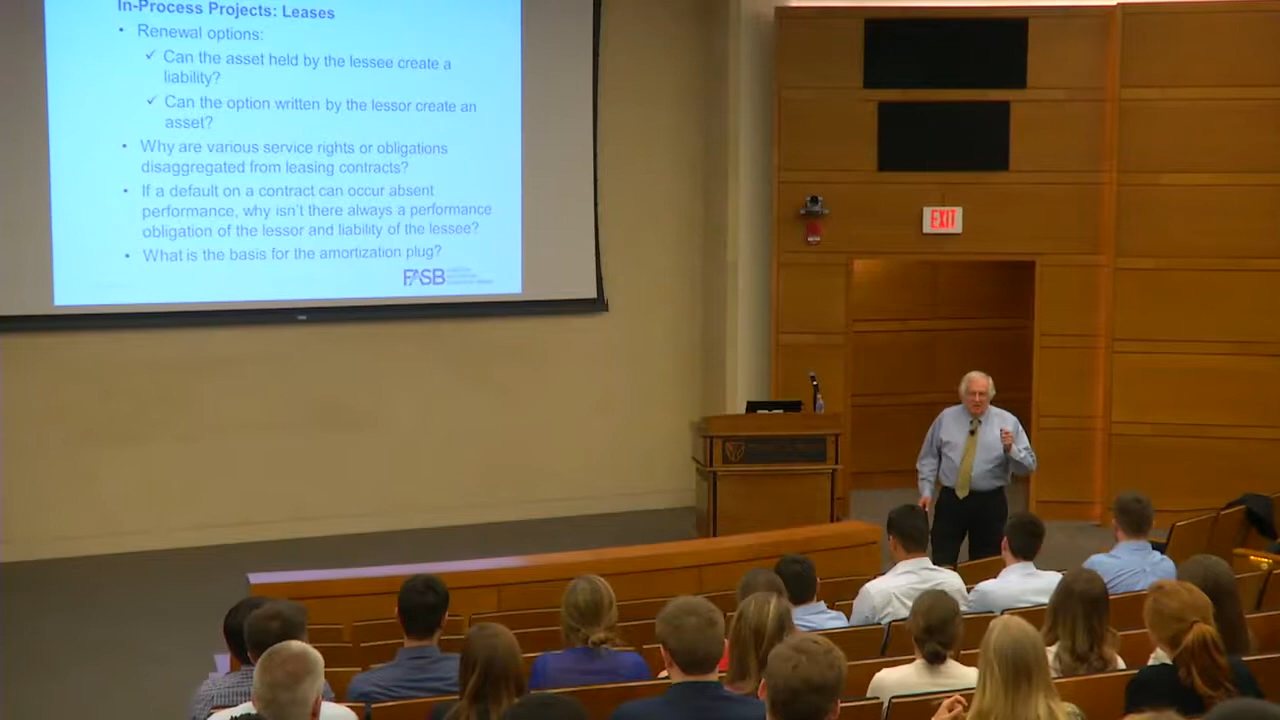 In-Process Projects: Leases
• Renewal options:
✓ Can the asset held by the lessee create a
liability?
✓ Can the option written by the lessor create an
asset?
• Why are various service rights or obligations
disaggregated from leasing contracts?
• If a default on a contract can occur absent
performance, why isn't there always a performance
obligation of the lessor and liability of the lessee?
• What is the basis for the amortization plug?
FASB
EXIT